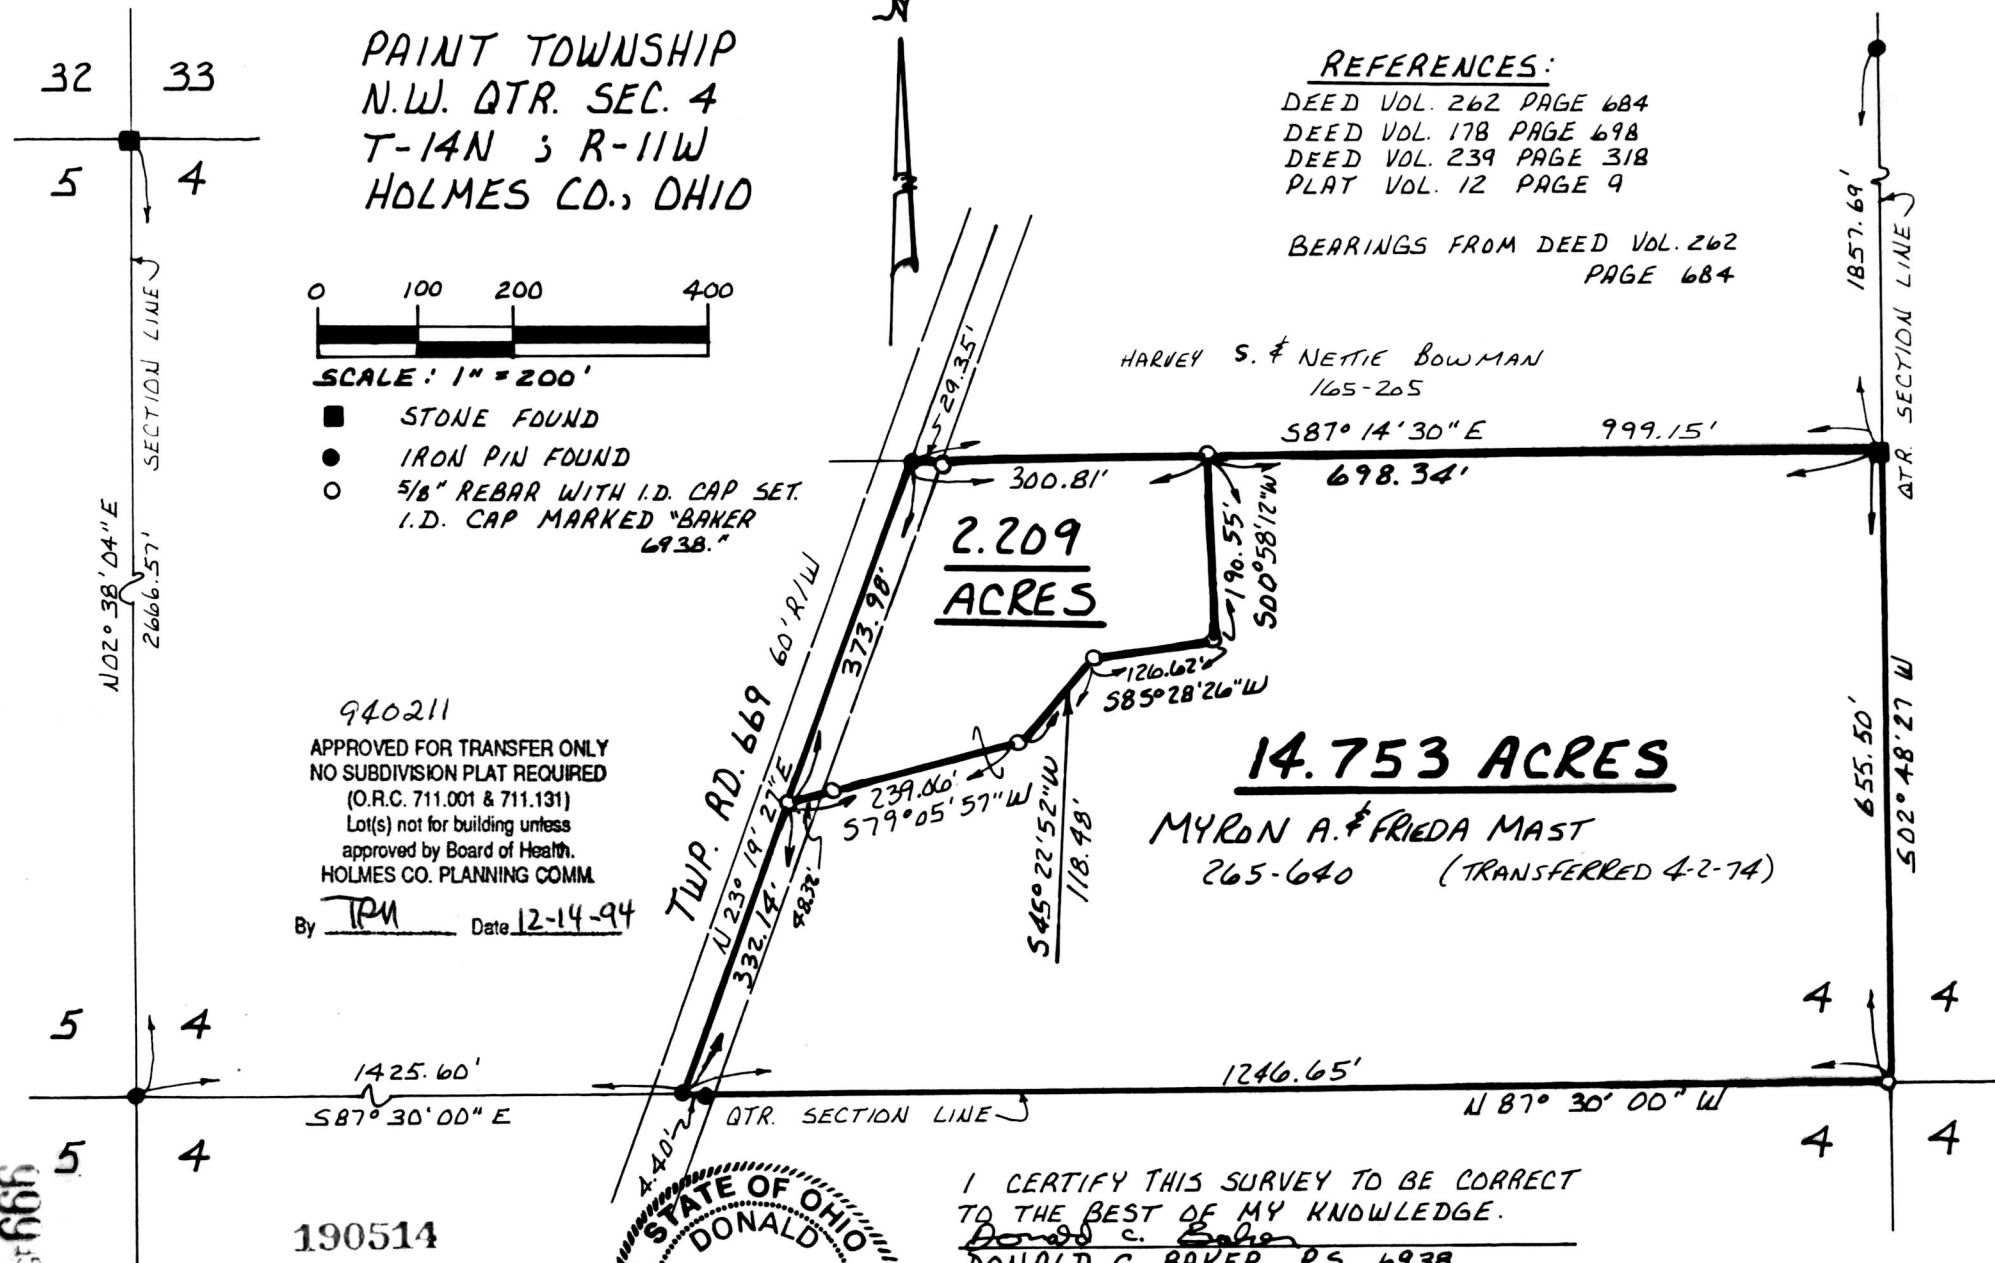 N
32 33
5 4
PAINT TOWNSHIP
N.W. QTR. SEC. 4
T-14N ; R-11W
HOLMES CO., OHIO
REFERENCES:
DEED VOL. 262 PAGE 684
DEED VOL. 178 PAGE 698
DEED VOL. 239 PAGE 318
PLAT VOL. 12 PAGE 9
BEARINGS FROM DEED VOL. 262
PAGE 684
0 100 200 400
SCALE: 1" = 200'
STONE FOUND
IRON PIN FOUND
5/8" REBAR WITH I.D. CAP SET.
I.D. CAP MARKED "BAKER
6938."
SECTION LINE
N02° 38' 04" E
2666.57'
1857.69'
QTR. SECTION LINE
HARVEY S. & NETTIE BOWMAN
165-205
S87° 14' 30" E 999.15'
29.35'
300.81'
698.34'
2.209
ACRES
190.55'
S00°58'12"W
373.98'
60' R/W
TWP. RD. 669
N 23° 19' 27" E
332.14'
48.32'
239.06'
S79°05'57"W
126.62'
S85°28'26"W
S45°22'52"W
118.48'
14.753 ACRES
MYRON A. & FRIEDA MAST
265-640 (TRANSFERRED 4-2-74)
655.50'
S02° 48' 27 W
940211
APPROVED FOR TRANSFER ONLY
NO SUBDIVISION PLAT REQUIRED
(O.R.C. 711.001 & 711.131)
Lot(s) not for building unless
approved by Board of Health.
HOLMES CO. PLANNING COMM.
By Date 12-14-94
5 4
4 4
1425.60'
S87° 30' 00" E
1246.65'
N 87° 30' 00" W
QTR. SECTION LINE
4.40'
5 4
4 4
666
190514
STATE OF OHIO
DONALD
I CERTIFY THIS SURVEY TO BE CORRECT
TO THE BEST OF MY KNOWLEDGE.
Donald C. Baker
DONALD C. BAKER P.S. 6938